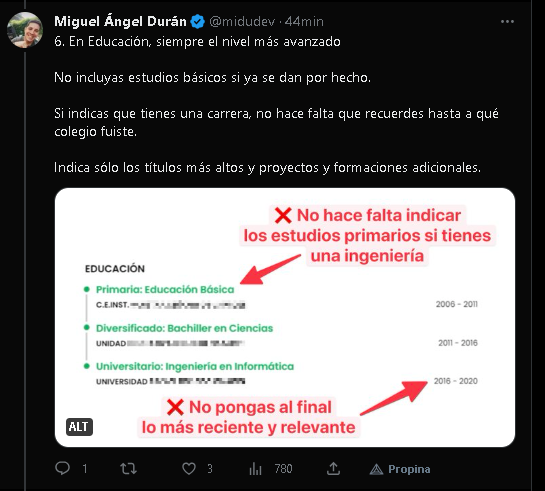 Miguel Ángel Durán @midudev · 44min
6. En Educación, siempre el nivel más avanzado
No incluyas estudios básicos si ya se dan por hecho.
Si indicas que tienes una carrera, no hace falta que recuerdes hasta a qué
colegio fuiste.
Indica sólo los títulos más altos y proyectos y formaciones adicionales.
❌ No hace falta indicar
los estudios primarios si tienes
una ingeniería
EDUCACIÓN
Primaria: Educación Básica
C.E.INST.
2006 - 2011
Diversificado: Bachiller en Ciencias
UNIDAD
2011 - 2016
Universitario: Ingeniería en Informática
UNIVERSIDAD
2016 - 2020
❌ No pongas al final
lo más reciente y relevante
ALT
1 3 780 Propina